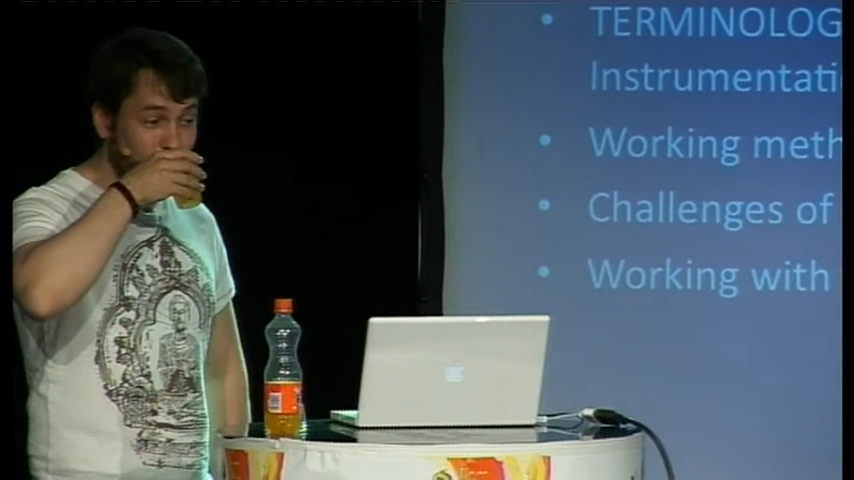 TERMINOLOG
Instrumentati
Working meth
Challenges of
Working with